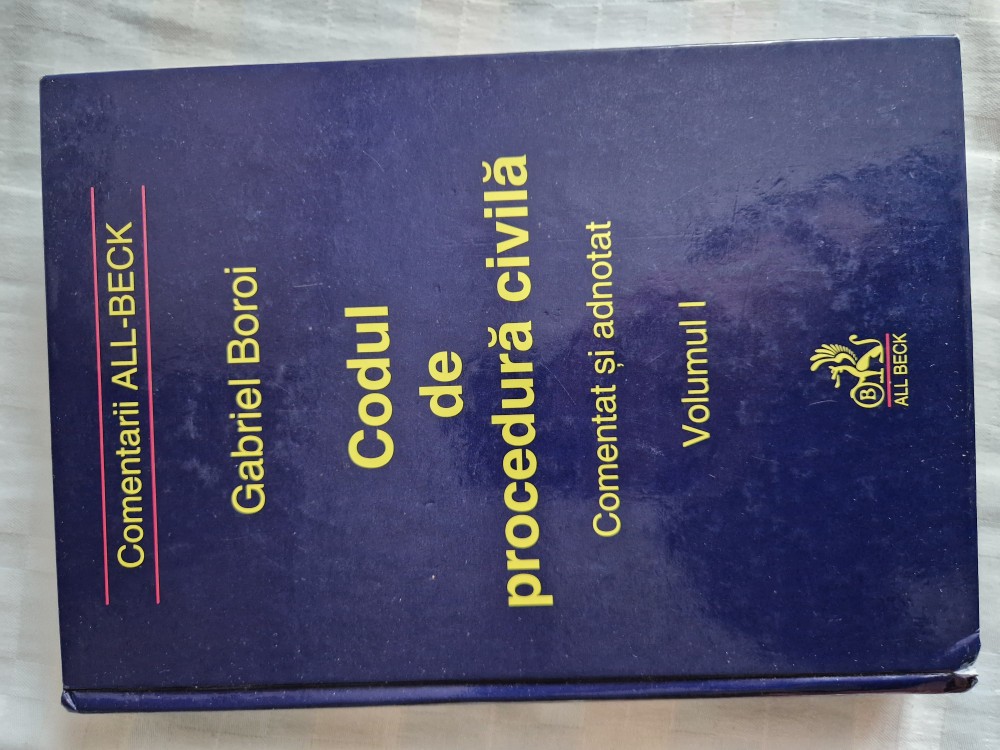 Comentarii ALL-BECK
Gabriel Boroi
Codul
de
procedură civilă
Comentat și adnotat
Volumul I
B
ALL BECK